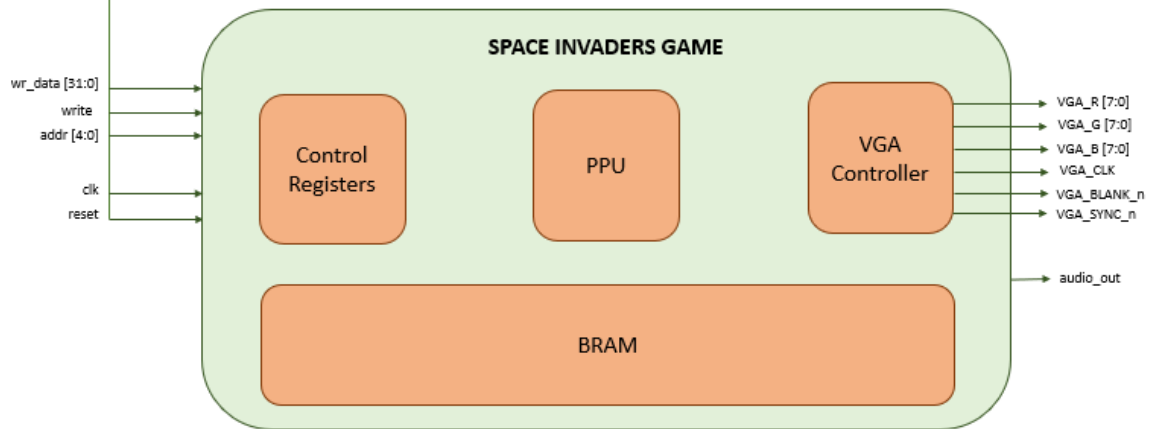 SPACE INVADERS GAME
wr_data [31:0]
write
addr [4:0]
clk
reset
Control
Registers
PPU
VGA
Controller
VGA_R [7:0]
VGA_G [7:0]
VGA_B [7:0]
VGA_CLK
VGA_BLANK_n
VGA_SYNC_n
audio_out
BRAM